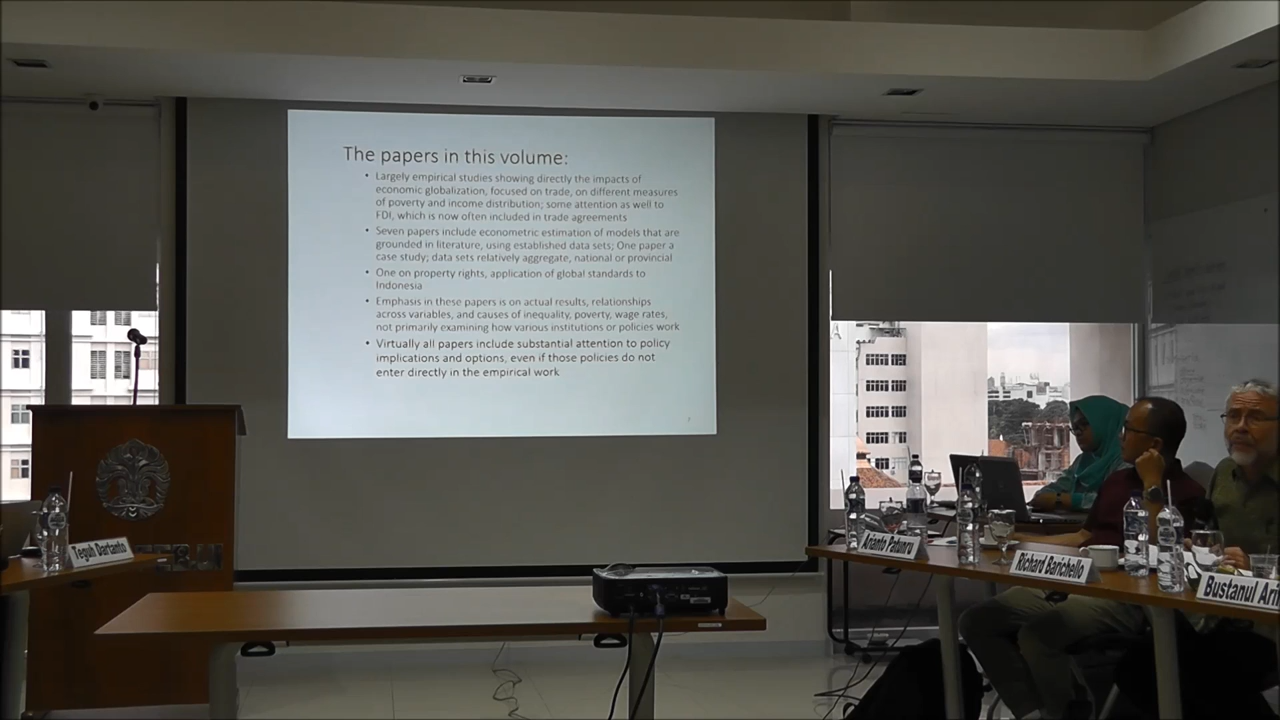 The papers in this volume:
• Largely empirical studies showing directly the impacts of
economic globalization, focused on trade, on different measures
of poverty and income distribution; some attention as well to
FDI, which is now often included in trade agreements
• Seven papers include econometric estimation of models that are
grounded in literature, using established data sets; One paper a
case study; data sets relatively aggregate, national or provincial
• One on property rights, application of global standards to
Indonesia
• Emphasis in these papers is on actual results, relationships
across variables, and causes of inequality, poverty, wage rates,
not primarily examining how various institutions or policies work
• Virtually all papers include substantial attention to policy
implications and options, even if those policies do not
enter directly in the empirical work
Teguh Dartanto
Arianto Patunru
Richard Barichello
Bustanul Ari